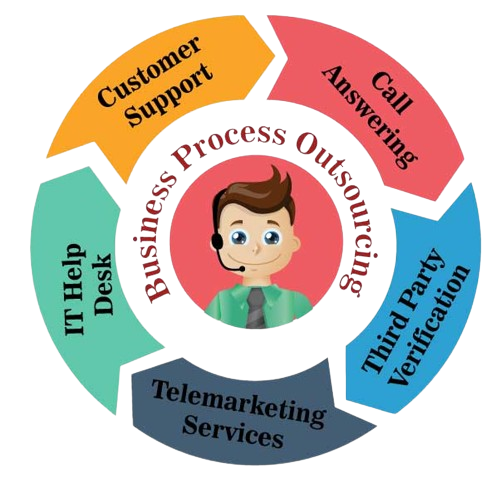 Customer
Support
Call
Answering
Third Party
Verification
Telemarketing
Services
IT Help
Desk
Business Process Outsourcing